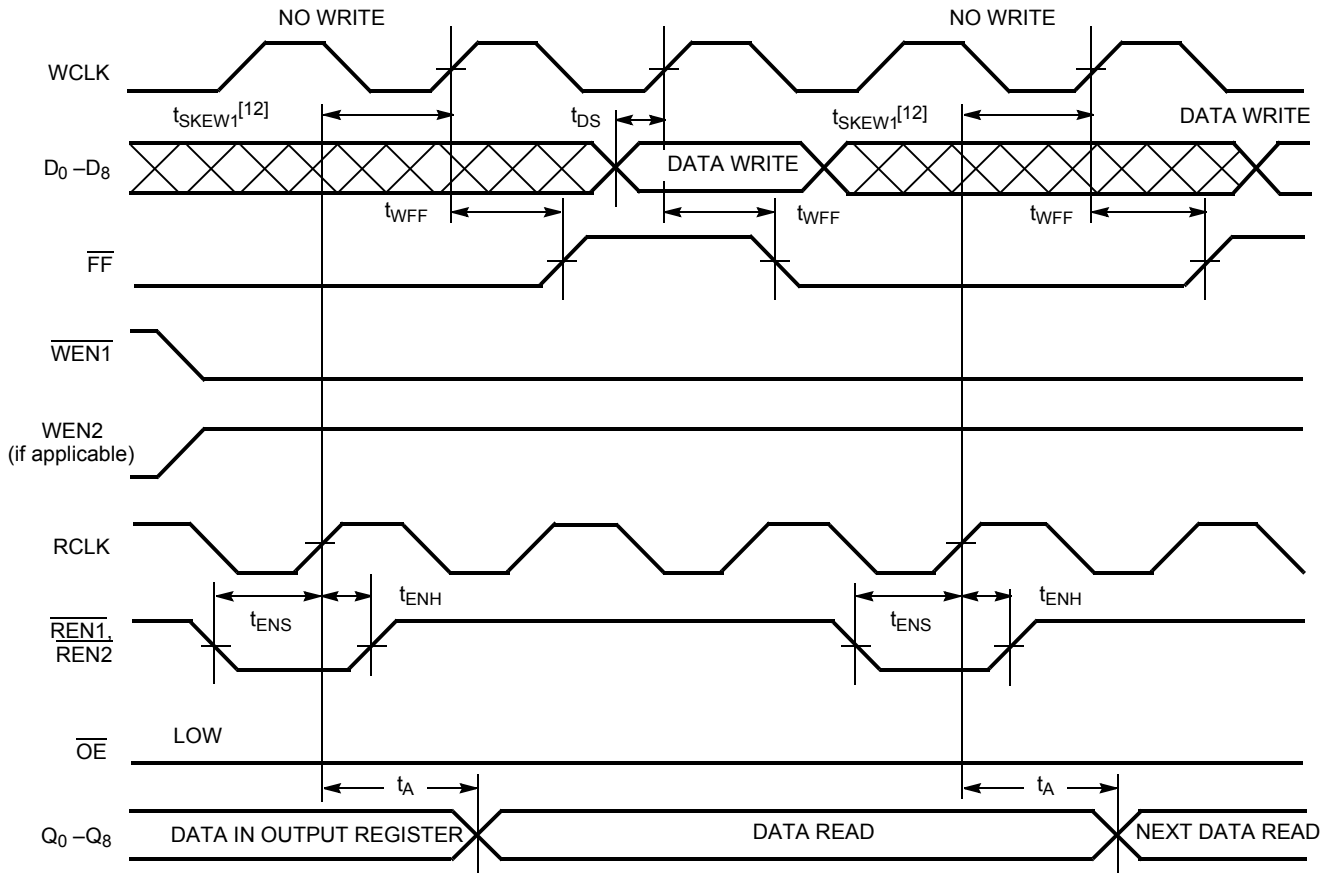 NO WRITE NO WRITE
WCLK
tSKEW1[12] tDS tSKEW1[12] DATA WRITE
D0 –D8 DATA WRITE
tWFF tWFF tWFF
FF
WEN1
WEN2
(if applicable)
RCLK
tENS tENH tENS tENH
REN1,
REN2
OE LOW
tA tA
Q0 –Q8 DATA IN OUTPUT REGISTER DATA READ NEXT DATA READ